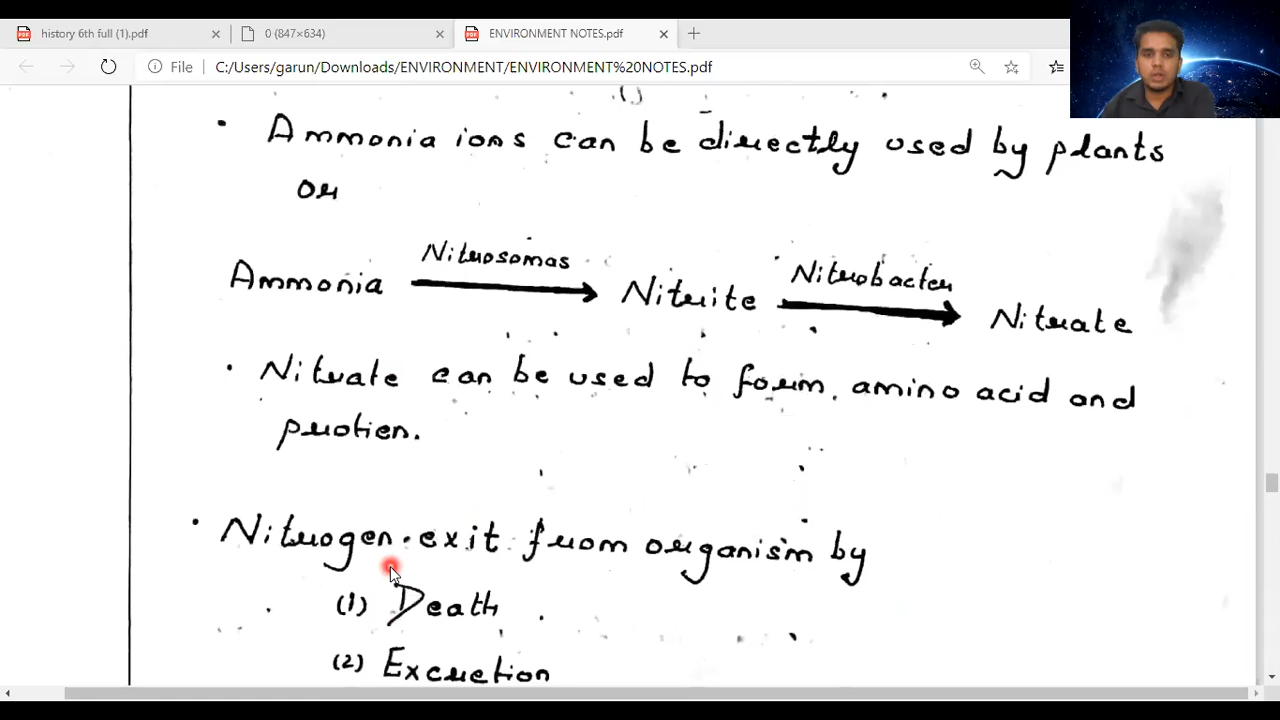 history 6th full (1).pdf
0 (847×634)
ENVIRONMENT NOTES.pdf
File
C:/Users/garun/Downloads/ENVIRONMENT/ENVIRONMENT%20NOTES.pdf
• Ammonia ions can be directly used by plants
or
Ammonia Nitrosomas Nitrite Nitrobacter Nitrate
• Nitrate can be used to form amino acid and
protien.
• Nitrogen exit from organism by
(1) Death
(2) Excretion